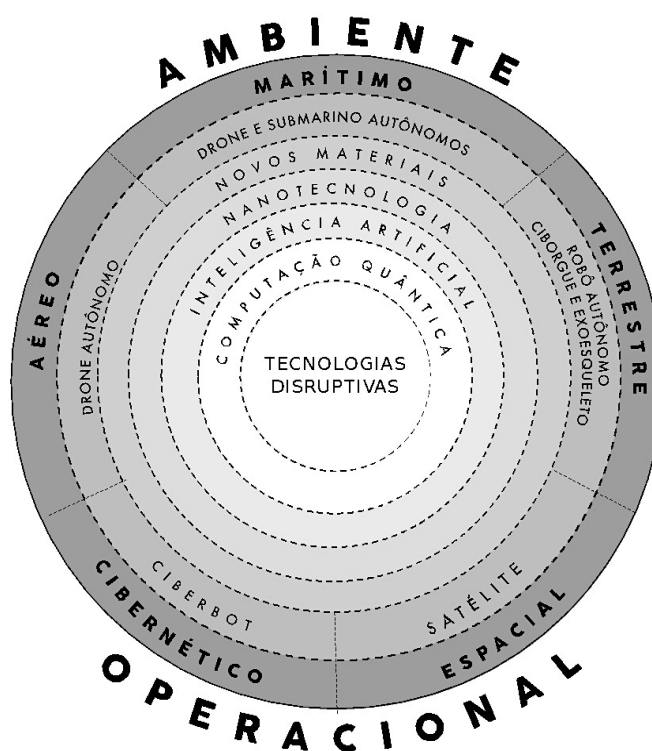 AMBIENTE
MARÍTIMO
DRONE E SUBMARINO AUTÔNOMOS
NOVOS MATERIAIS
NANOTECNOLOGIA
INTELIGÊNCIA ARTIFICIAL
COMPUTAÇÃO QUÂNTICA
TECNOLOGIAS
DISRUPTIVAS
AÉREO
DRONE AUTÔNOMO
TERRESTRE
ROBÔ AUTÔNOMO
CIBORGUE E EXOESQUELETO
CIBERBOT
CIBERNÉTICO
SATÉLITE
ESPACIAL
OPERACIONAL